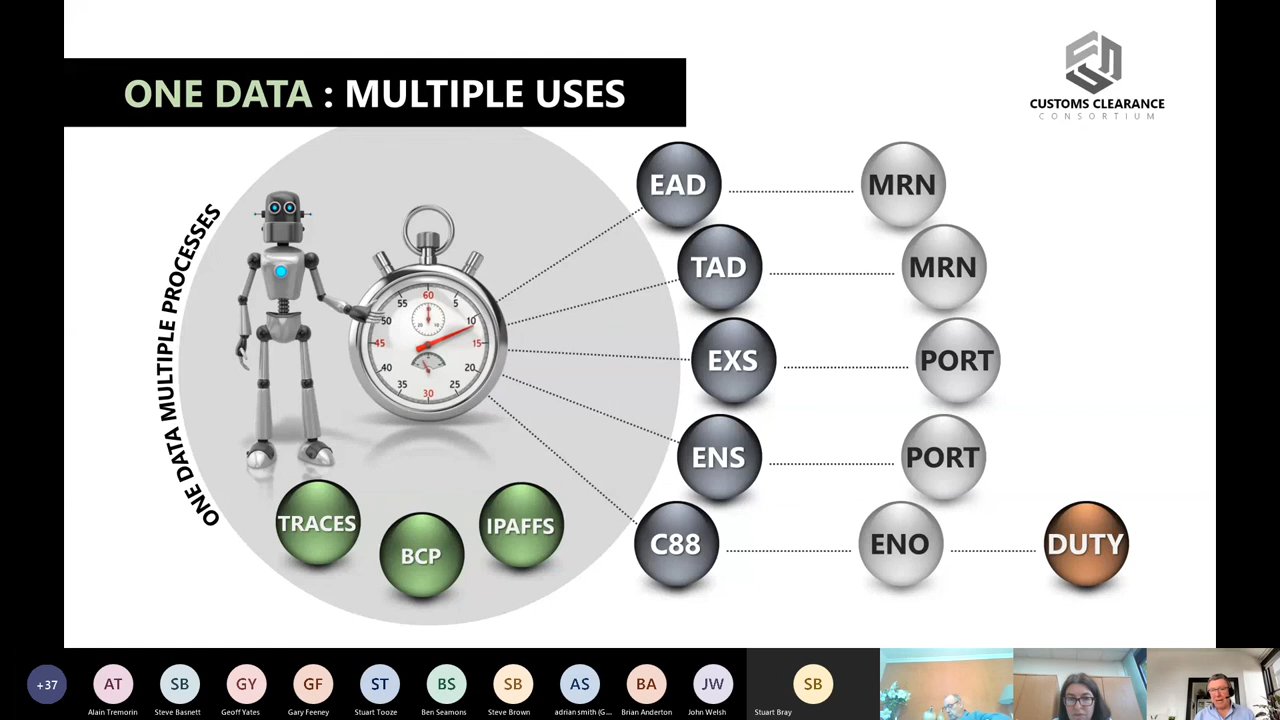 ONE DATA : MULTIPLE USES
CUSTOMS CLEARANCE
CONSORTIUM
ONE DATA MULTIPLE PROCESSES
60
5
10
15
20
25
30
35
40
45
50
55
EAD
MRN
TAD
MRN
EXS
PORT
ENS
PORT
C88
ENO
DUTY
TRACES
BCP
IPAFFS
+37
AT
SB
GY
GF
ST
BS
SB
AS
BA
JW
SB
Alain Tremorin
Steve Basnett
Geoff Yates
Gary Feeney
Stuart Tooze
Ben Seamons
Steve Brown
adrian smith (G...
Brian Anderton
John Welsh
Stuart Bray